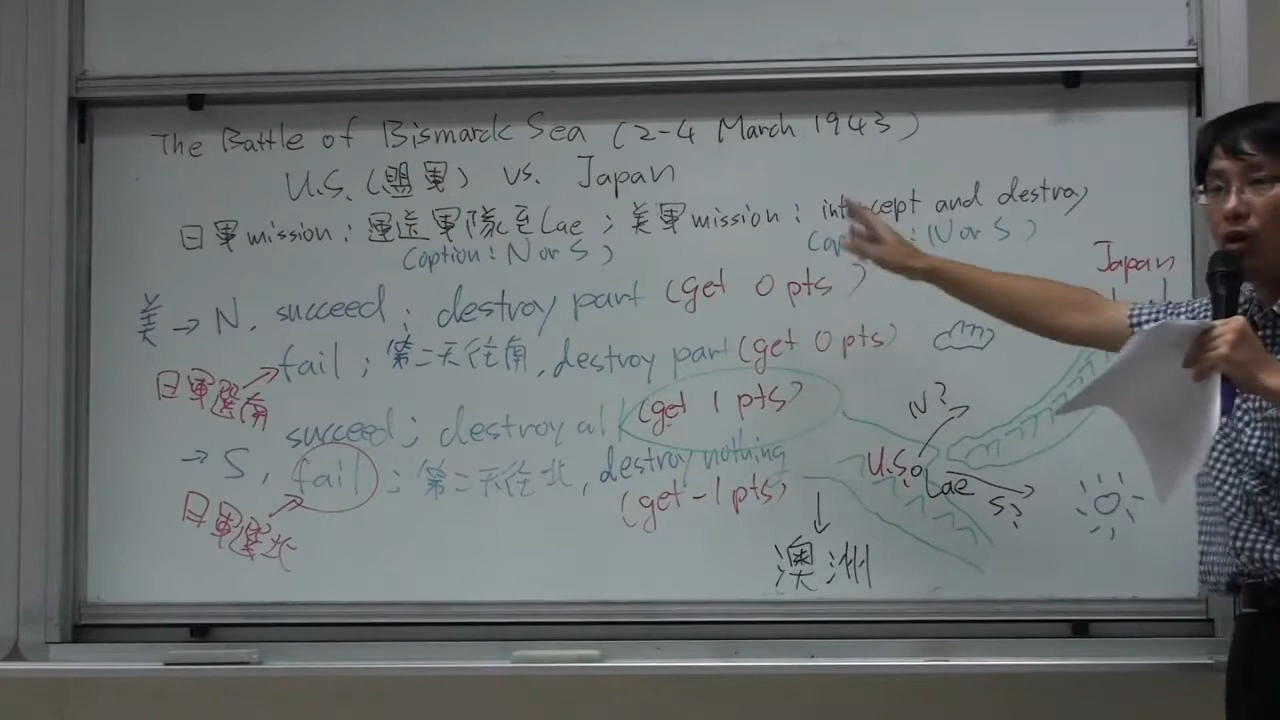 The Battle of Bismarck Sea (2-4 March 1943)
U.S. (盟軍) vs. Japan
日軍mission: 運送軍隊至Lae; 美軍mission: intercept and destroy
(option: N or S) : (N or S)
美 → N, succeed; destroy part (get 0 pts)
fail; 第二天往南, destroy part (get 0 pts)
日軍選南
succeed; destroy all (get 1 pts)
→ S, fail; 第二天往北, destroy nothing
(get -1 pts)
日軍選北
Japan
N?
U.S. Lae
S?
澳洲